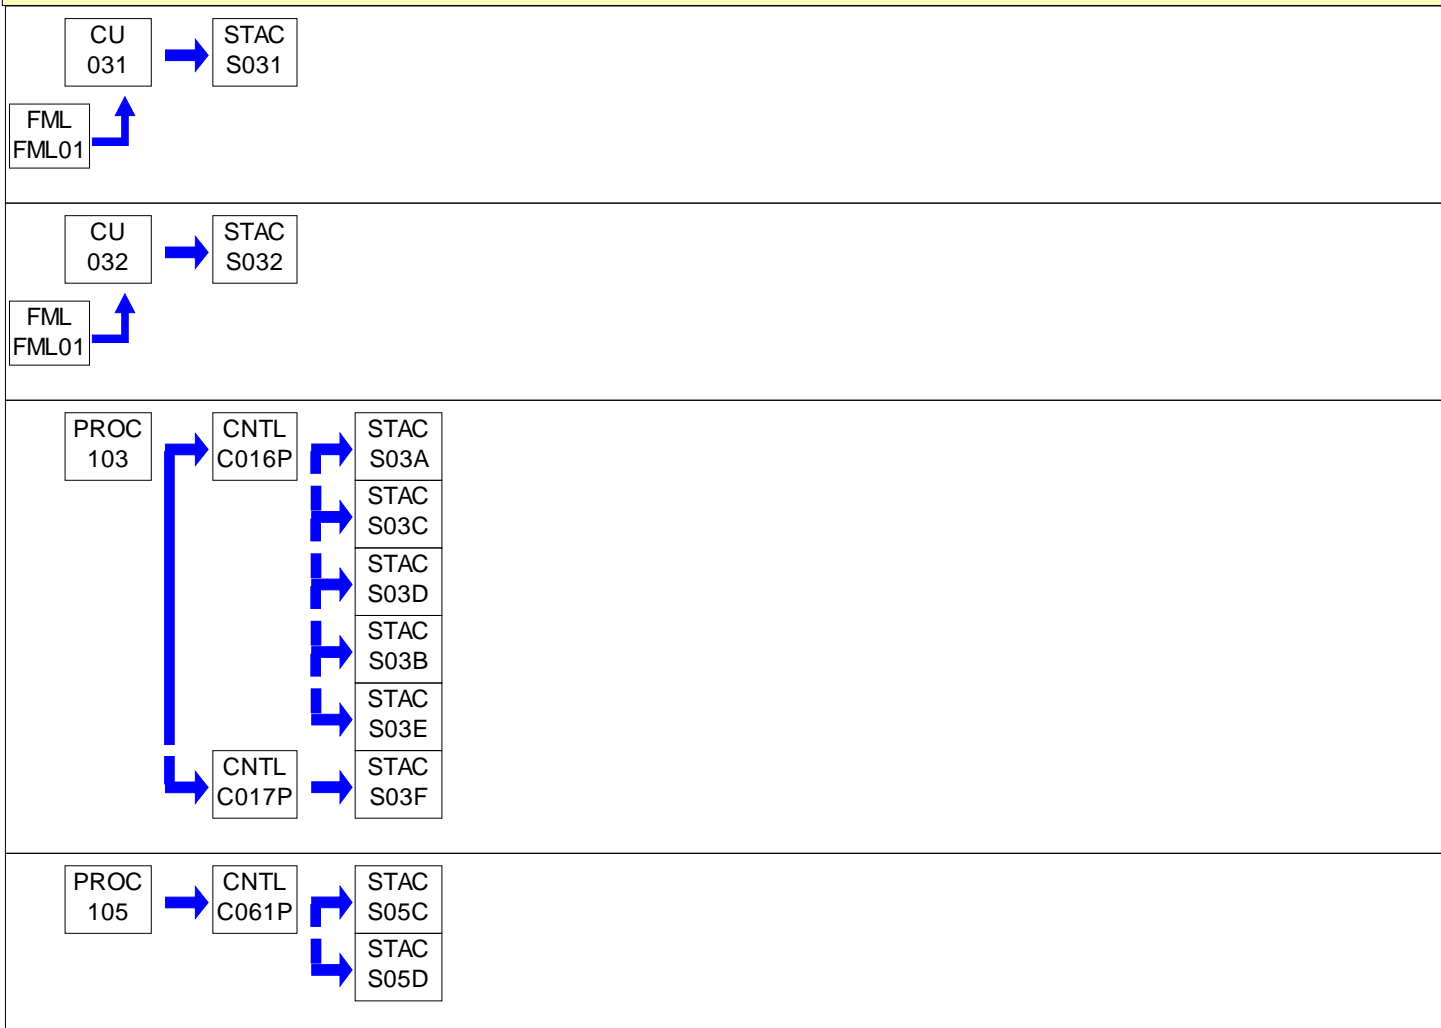 CU
031
STAC
S031
FML
FML01
CU
032
STAC
S032
FML
FML01
PROC
103
CNTL
C016P
STAC
S03A
STAC
S03C
STAC
S03D
STAC
S03B
STAC
S03E
CNTL
C017P
STAC
S03F
PROC
105
CNTL
C061P
STAC
S05C
STAC
S05D